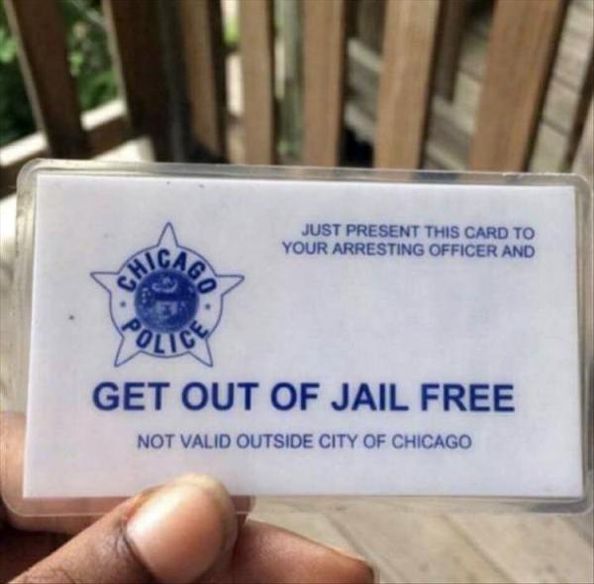 JUST PRESENT THIS CARD TO
YOUR ARRESTING OFFICER AND
CHICAGO
POLICE
GET OUT OF JAIL FREE
NOT VALID OUTSIDE CITY OF CHICAGO